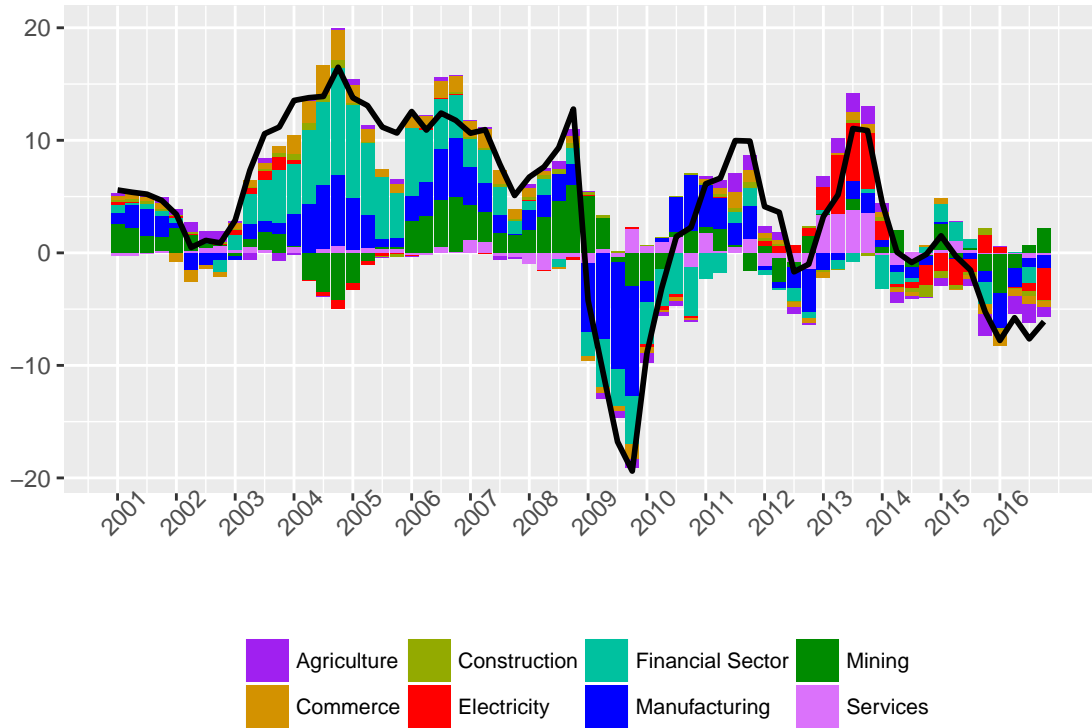 20
10
0
−10
−20
2001 2002 2003 2004 2005 2006 2007 2008 2009 2010 2011 2012 2013 2014 2015 2016
Agriculture Construction Financial Sector Mining
Commerce Electricity Manufacturing Services